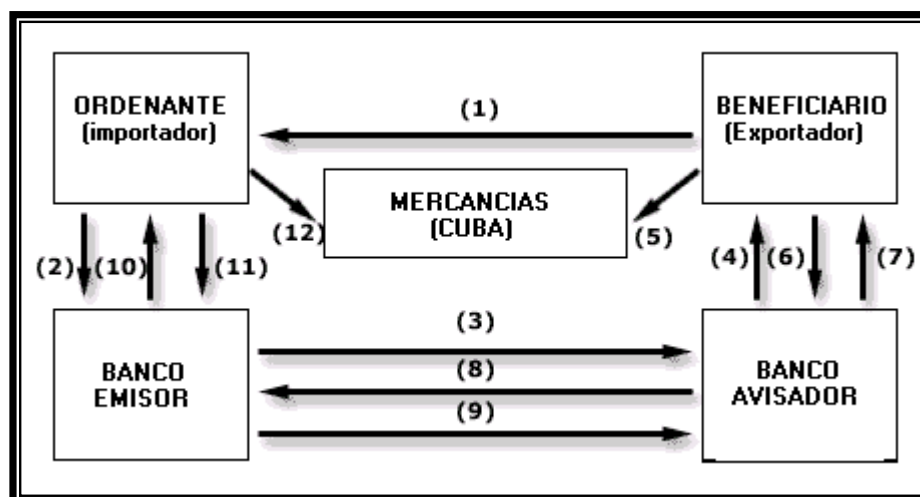 ORDENANTE
(importador)
(1)
BENEFICIARIO
(Exportador)
MERCANCIAS
(CUBA)
(12)
(5)
(2)
(10)
(11)
(4)
(6)
(7)
(3)
BANCO
EMISOR
(8)
(9)
BANCO
AVISADOR